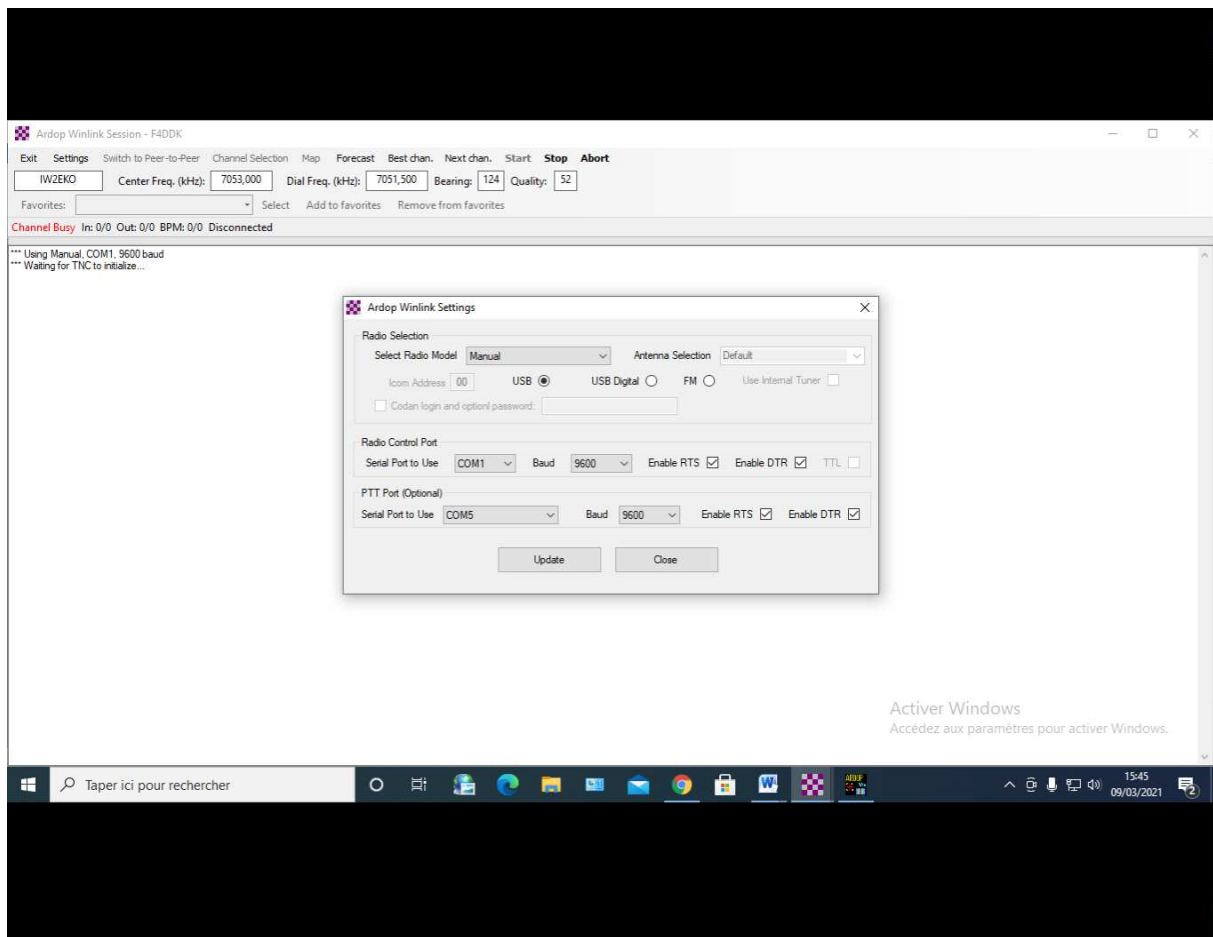 Ardop Winlink Session - F4DDK
Exit Settings Switch to Peer-to-Peer Channel Selection Map Forecast Best chan. Next chan. Start Stop Abort
IW2EKO Center Freq. (kHz): 7053,000 Dial Freq. (kHz): 7051,500 Bearing: 124 Quality: 52
Favorites: Select Add to favorites Remove from favorites
Channel Busy In: 0/0 Out: 0/0 BPM: 0/0 Disconnected
*** Using Manual, COM1, 9600 baud
*** Waiting for TNC to initialize...
Ardop Winlink Settings
Radio Selection
Select Radio Model Manual Antenna Selection Default
Icom Address 00 USB USB Digital FM Use Internal Tuner
Codan login and optionl password:
Radio Control Port
Serial Port to Use COM1 Baud 9600 Enable RTS Enable DTR TTL
PTT Port (Optional)
Serial Port to Use COM5 Baud 9600 Enable RTS Enable DTR
Update Close
Activer Windows
Accédez aux paramètres pour activer Windows.
Taper ici pour rechercher
15:45
09/03/2021
2